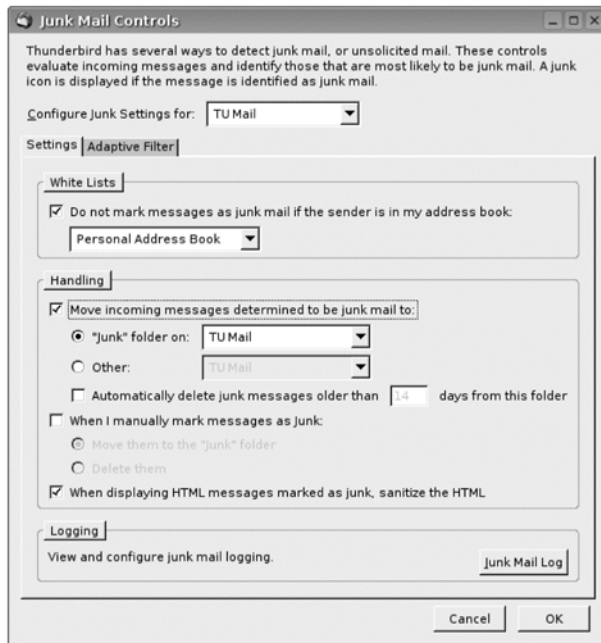 Junk Mail Controls
Thunderbird has several ways to detect junk mail, or unsolicited mail. These controls
evaluate incoming messages and identify those that are most likely to be junk mail. A junk
icon is displayed if the message is identified as junk mail.
Configure Junk Settings for: TU Mail
Settings Adaptive Filter
White Lists
Do not mark messages as junk mail if the sender is in my address book:
Personal Address Book
Handling
Move incoming messages determined to be junk mail to:
"Junk" folder on: TU Mail
Other: TU Mail
Automatically delete junk messages older than 14 days from this folder
When I manually mark messages as Junk:
Move them to the "Junk" folder
Delete them
When displaying HTML messages marked as junk, sanitize the HTML
Logging
View and configure junk mail logging.
Junk Mail Log
Cancel OK